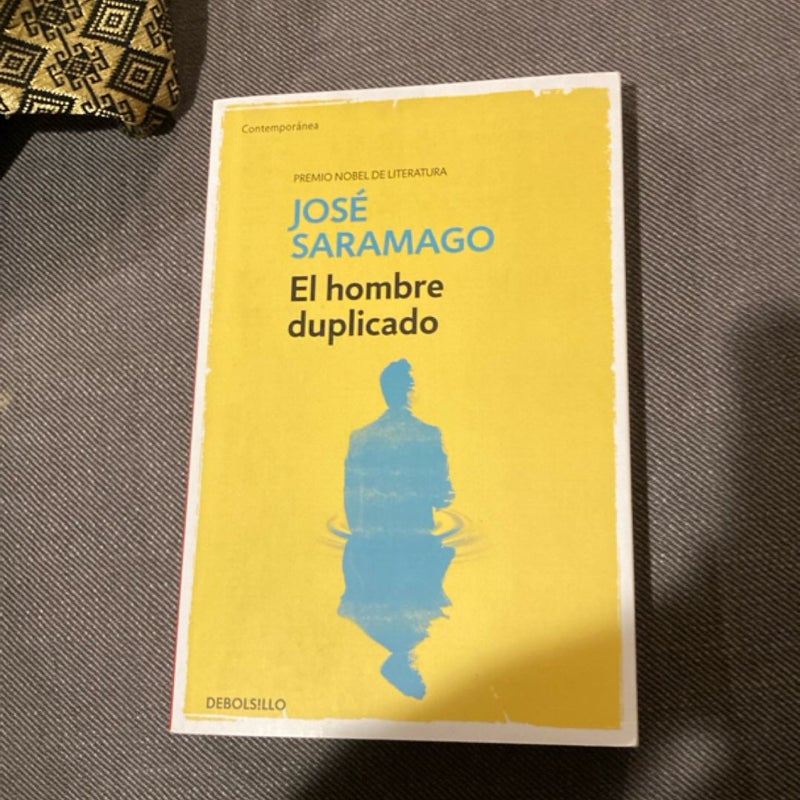 Contemporánea
PREMIO NOBEL DE LITERATURA
JOSÉ
SARAMAGO
El hombre
duplicado
DEBOLS!LLO